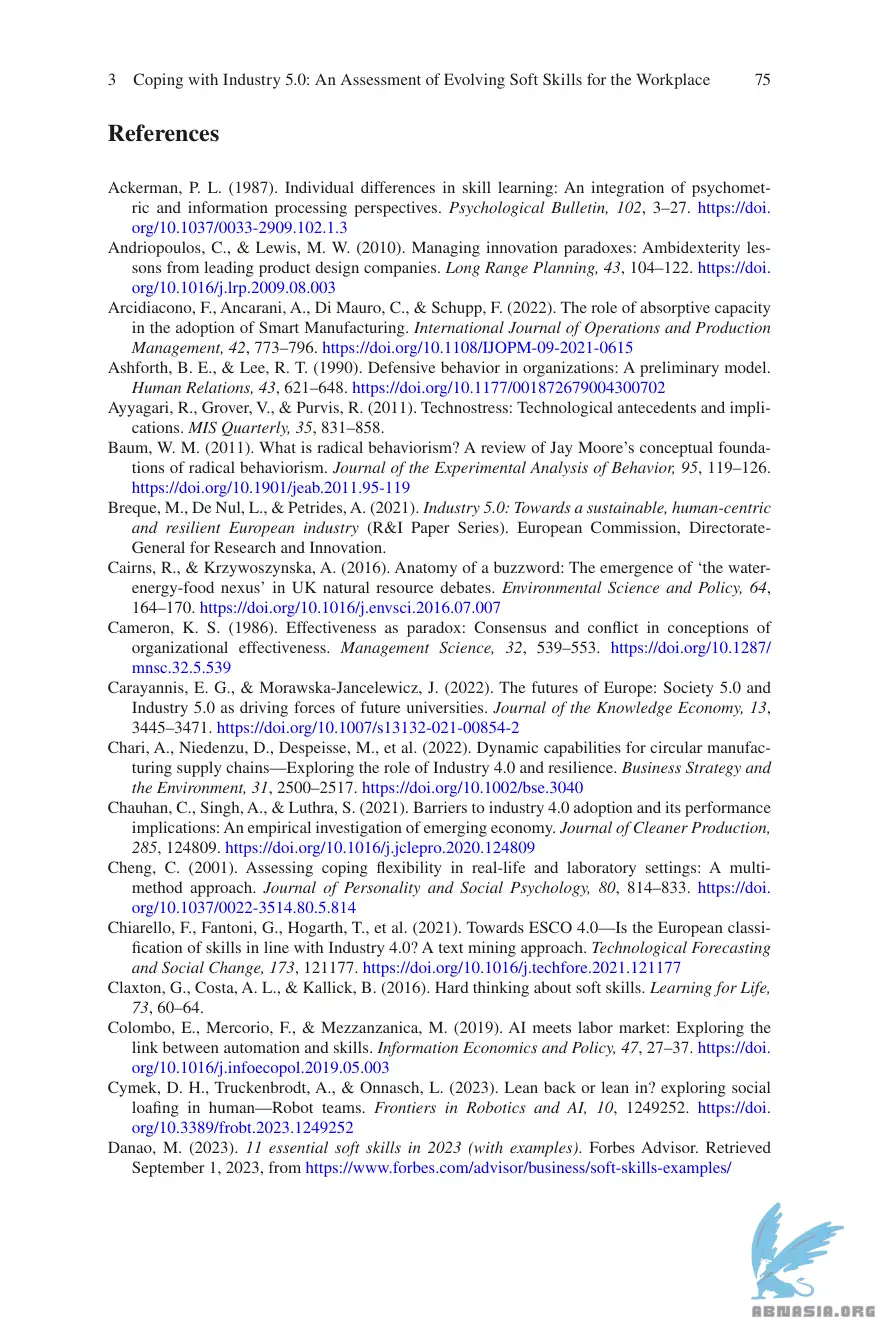 3 Coping with Industry 5.0: An Assessment of Evolving Soft Skills for the Workplace 75
References
Ackerman, P. L. (1987). Individual differences in skill learning: An integration of psychomet-
ric and information processing perspectives. Psychological Bulletin, 102, 3–27. https://doi.
org/10.1037/0033-2909.102.1.3
Andriopoulos, C., & Lewis, M. W. (2010). Managing innovation paradoxes: Ambidexterity les-
sons from leading product design companies. Long Range Planning, 43, 104–122. https://doi.
org/10.1016/j.lrp.2009.08.003
Arcidiacono, F., Ancarani, A., Di Mauro, C., & Schupp, F. (2022). The role of absorptive capacity
in the adoption of Smart Manufacturing. International Journal of Operations and Production
Management, 42, 773–796. https://doi.org/10.1108/IJOPM-09-2021-0615
Ashforth, B. E., & Lee, R. T. (1990). Defensive behavior in organizations: A preliminary model.
Human Relations, 43, 621–648. https://doi.org/10.1177/001872679004300702
Ayyagari, R., Grover, V., & Purvis, R. (2011). Technostress: Technological antecedents and impli-
cations. MIS Quarterly, 35, 831–858.
Baum, W. M. (2011). What is radical behaviorism? A review of Jay Moore’s conceptual founda-
tions of radical behaviorism. Journal of the Experimental Analysis of Behavior, 95, 119–126.
https://doi.org/10.1901/jeab.2011.95-119
Breque, M., De Nul, L., & Petrides, A. (2021). Industry 5.0: Towards a sustainable, human-centric
and resilient European industry (R&I Paper Series). European Commission, Directorate-
General for Research and Innovation.
Cairns, R., & Krzywoszynska, A. (2016). Anatomy of a buzzword: The emergence of ‘the water-
energy-food nexus’ in UK natural resource debates. Environmental Science and Policy, 64,
164–170. https://doi.org/10.1016/j.envsci.2016.07.007
Cameron, K. S. (1986). Effectiveness as paradox: Consensus and conflict in conceptions of
organizational effectiveness. Management Science, 32, 539–553. https://doi.org/10.1287/
mnsc.32.5.539
Carayannis, E. G., & Morawska-Jancelewicz, J. (2022). The futures of Europe: Society 5.0 and
Industry 5.0 as driving forces of future universities. Journal of the Knowledge Economy, 13,
3445–3471. https://doi.org/10.1007/s13132-021-00854-2
Chari, A., Niedenzu, D., Despeisse, M., et al. (2022). Dynamic capabilities for circular manufac-
turing supply chains—Exploring the role of Industry 4.0 and resilience. Business Strategy and
the Environment, 31, 2500–2517. https://doi.org/10.1002/bse.3040
Chauhan, C., Singh, A., & Luthra, S. (2021). Barriers to industry 4.0 adoption and its performance
implications: An empirical investigation of emerging economy. Journal of Cleaner Production,
285, 124809. https://doi.org/10.1016/j.jclepro.2020.124809
Cheng, C. (2001). Assessing coping flexibility in real-life and laboratory settings: A multi-
method approach. Journal of Personality and Social Psychology, 80, 814–833. https://doi.
org/10.1037/0022-3514.80.5.814
Chiarello, F., Fantoni, G., Hogarth, T., et al. (2021). Towards ESCO 4.0—Is the European classi-
fication of skills in line with Industry 4.0? A text mining approach. Technological Forecasting
and Social Change, 173, 121177. https://doi.org/10.1016/j.techfore.2021.121177
Claxton, G., Costa, A. L., & Kallick, B. (2016). Hard thinking about soft skills. Learning for Life,
73, 60–64.
Colombo, E., Mercorio, F., & Mezzanzanica, M. (2019). AI meets labor market: Exploring the
link between automation and skills. Information Economics and Policy, 47, 27–37. https://doi.
org/10.1016/j.infoecopol.2019.05.003
Cymek, D. H., Truckenbrodt, A., & Onnasch, L. (2023). Lean back or lean in? exploring social
loafing in human—Robot teams. Frontiers in Robotics and AI, 10, 1249252. https://doi.
org/10.3389/frobt.2023.1249252
Danao, M. (2023). 11 essential soft skills in 2023 (with examples). Forbes Advisor. Retrieved
September 1, 2023, from https://www.forbes.com/advisor/business/soft-skills-examples/
ABNASIA.ORG